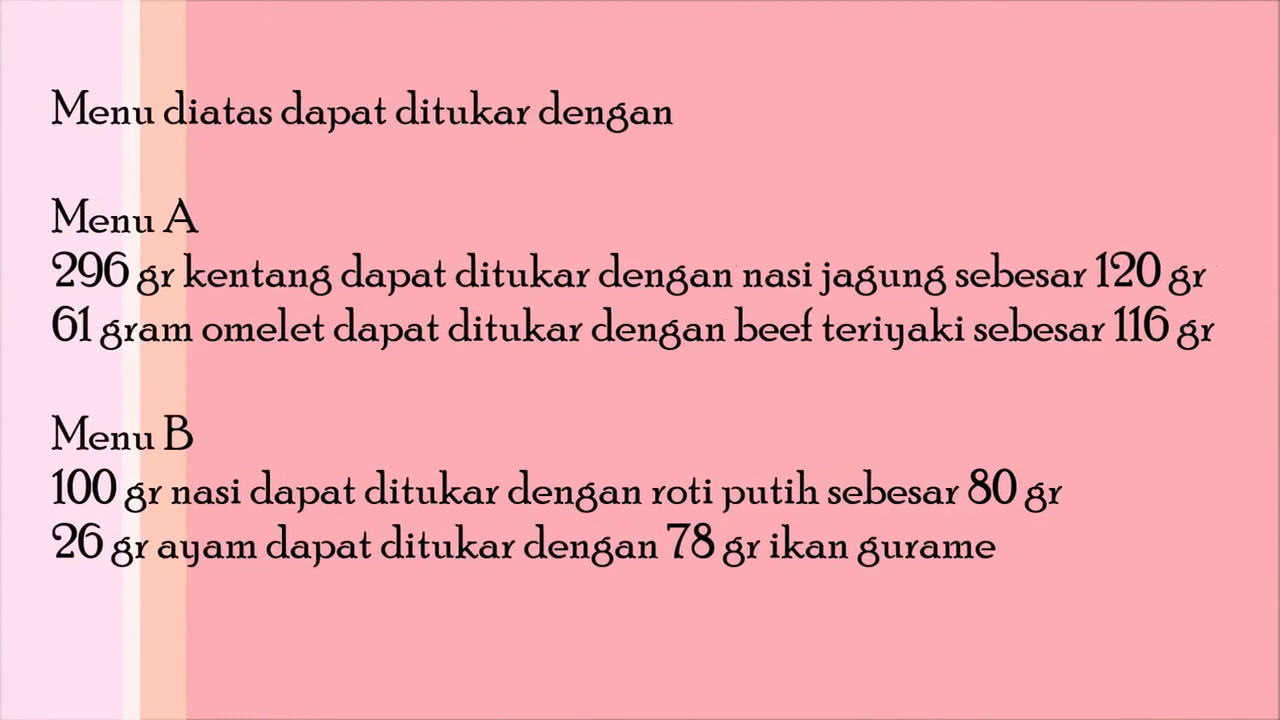 Menu diatas dapat ditukar dengan
Menu A
296 gr kentang dapat ditukar dengan nasi jagung sebesar 120 gr
61 gram omelet dapat ditukar dengan beef teriyaki sebesar 116 gr
Menu B
100 gr nasi dapat ditukar dengan roti putih sebesar 80 gr
26 gr ayam dapat ditukar dengan 78 gr ikan gurame